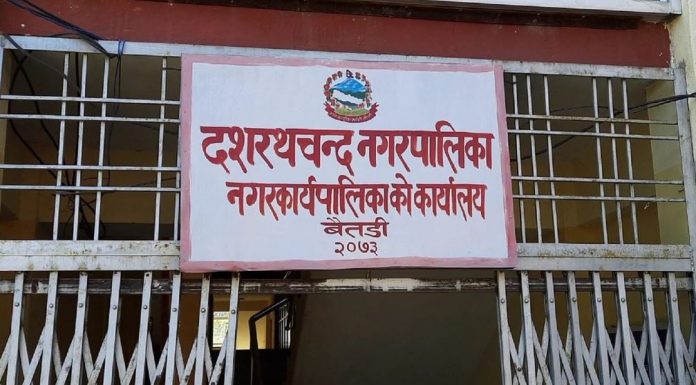 दशरथचन्द नगरपालिका
नगरकार्यपालिका को कार्यालय
बैतडी
२०७३